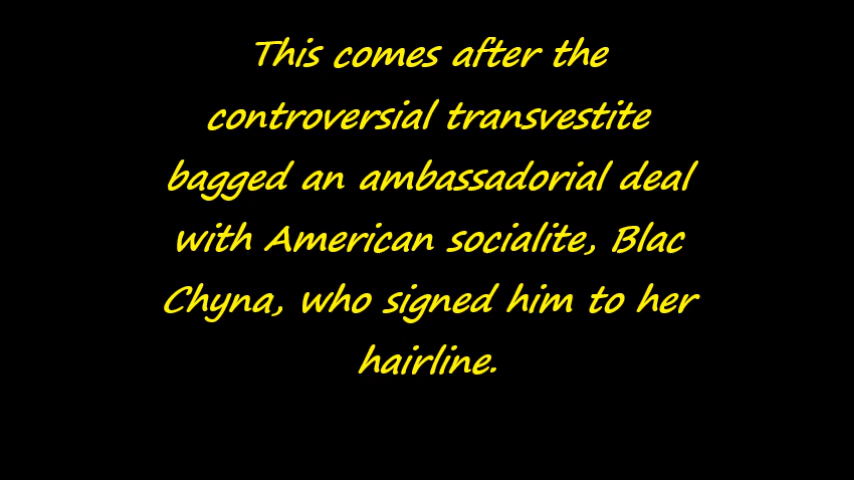 This comes after the
controversial transvestite
bagged an ambassadorial deal
with American socialite, Blac
Chyna, who signed him to her
hairline.